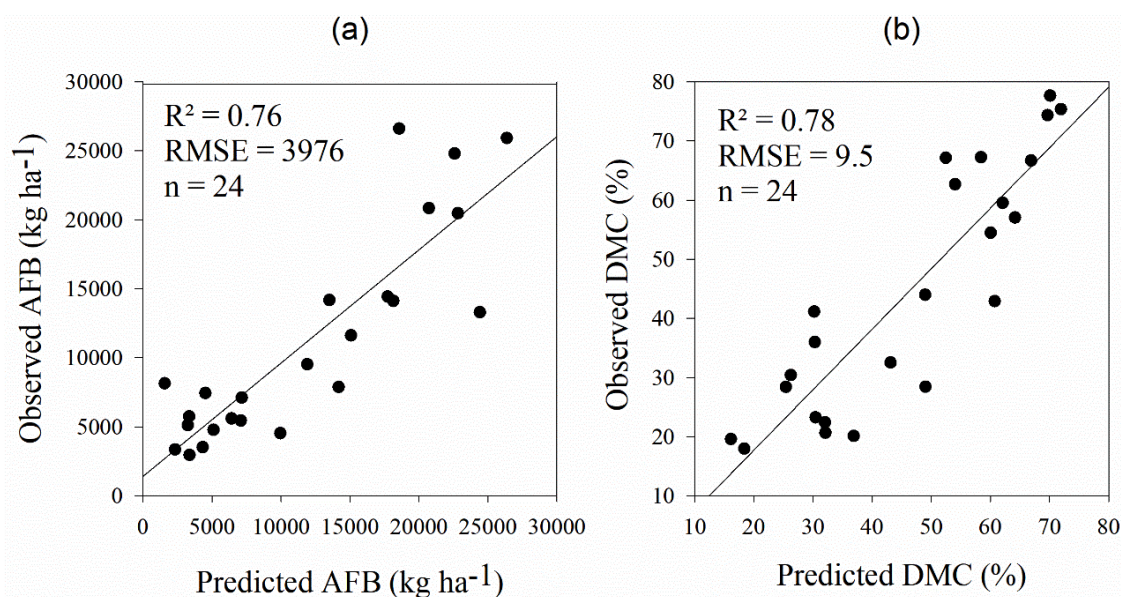 (a)
30000
25000
20000
15000
10000
5000
0
Observed AFB (kg ha⁻¹)
R² = 0.76
RMSE = 3976
n = 24
0 5000 10000 15000 20000 25000 30000
Predicted AFB (kg ha⁻¹)
(b)
80
70
60
50
40
30
20
10
Observed DMC (%)
R² = 0.78
RMSE = 9.5
n = 24
10 20 30 40 50 60 70 80
Predicted DMC (%)